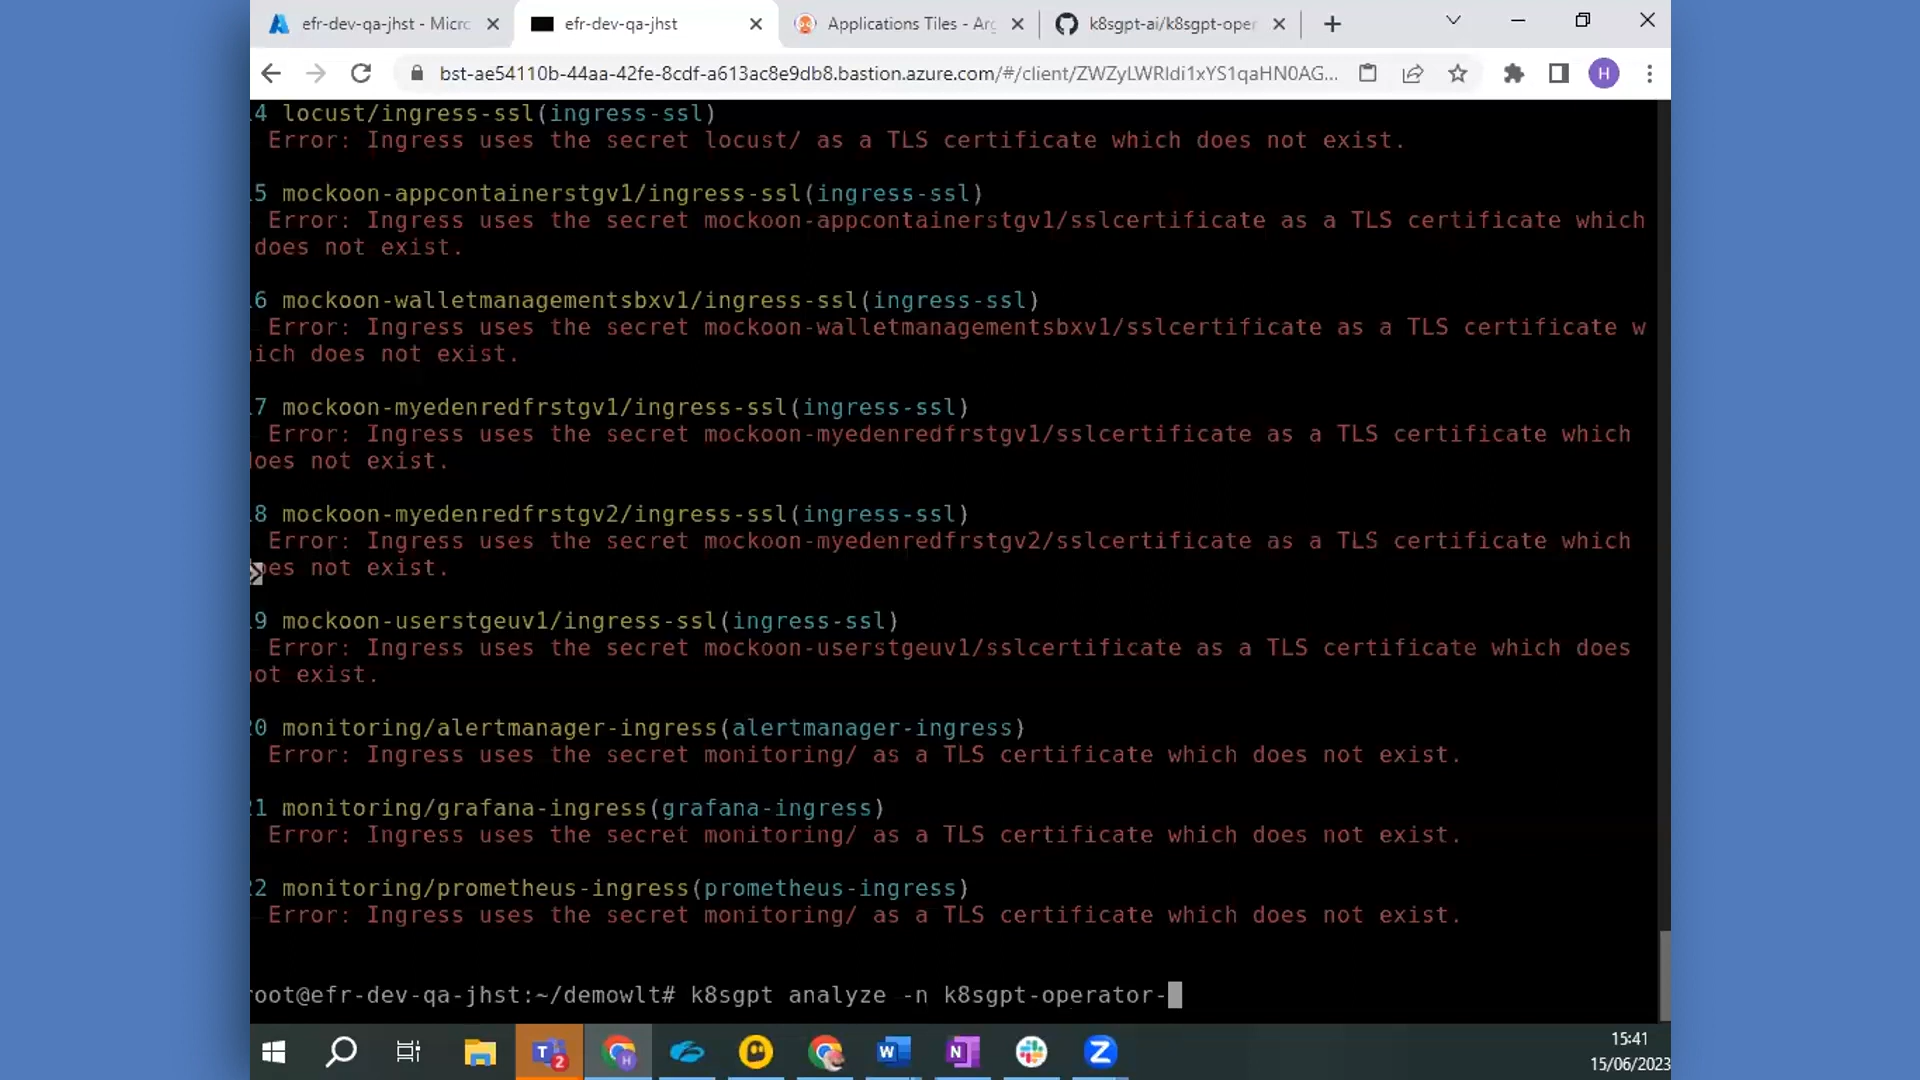 efr-dev-qa-jhst - Micro
efr-dev-qa-jhst
Applications Tiles - Arg
k8sgpt-ai/k8sgpt-oper
bst-ae54110b-44aa-42fe-8cdf-a613ac8e9db8.bastion.azure.com/#/client/ZWZyLWRldi1xYS1qaHN0AG...
H
4 locust/ingress-ssl(ingress-ssl)
Error: Ingress uses the secret locust/ as a TLS certificate which does not exist.
5 mockoon-appcontainerstgv1/ingress-ssl(ingress-ssl)
Error: Ingress uses the secret mockoon-appcontainerstgv1/sslcertificate as a TLS certificate which
does not exist.
6 mockoon-walletmanagementsbxv1/ingress-ssl(ingress-ssl)
Error: Ingress uses the secret mockoon-walletmanagementsbxv1/sslcertificate as a TLS certificate w
hich does not exist.
7 mockoon-myedenredfrstgv1/ingress-ssl(ingress-ssl)
Error: Ingress uses the secret mockoon-myedenredfrstgv1/sslcertificate as a TLS certificate which
does not exist.
8 mockoon-myedenredfrstgv2/ingress-ssl(ingress-ssl)
Error: Ingress uses the secret mockoon-myedenredfrstgv2/sslcertificate as a TLS certificate which
oes not exist.
9 mockoon-userstgeuv1/ingress-ssl(ingress-ssl)
Error: Ingress uses the secret mockoon-userstgeuv1/sslcertificate as a TLS certificate which does
not exist.
20 monitoring/alertmanager-ingress(alertmanager-ingress)
Error: Ingress uses the secret monitoring/ as a TLS certificate which does not exist.
21 monitoring/grafana-ingress(grafana-ingress)
Error: Ingress uses the secret monitoring/ as a TLS certificate which does not exist.
22 monitoring/prometheus-ingress(prometheus-ingress)
Error: Ingress uses the secret monitoring/ as a TLS certificate which does not exist.
root@efr-dev-qa-jhst:~/demowlt# k8sgpt analyze -n k8sgpt-operator-
15:41
15/06/2023